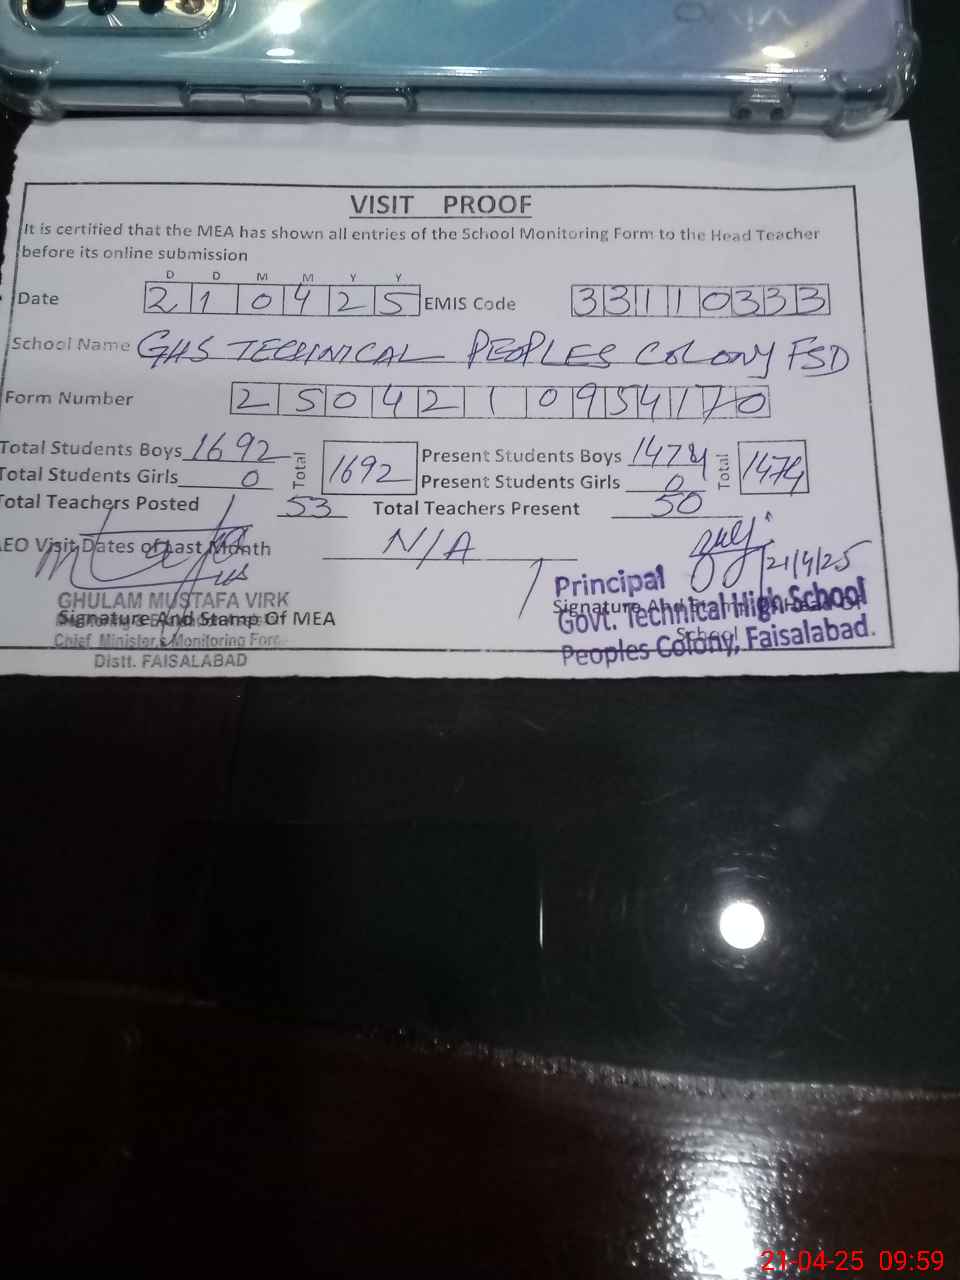 VISIT PROOF
It is certified that the MEA has shown all entries of the School Monitoring Form to the Head Teacher
before its online submission
D D M M Y Y
Date 2 1 0 4 2 5 EMIS Code 3 3 1 1 0 3 3 3
School Name GHS TECHNICAL PEOPLES COLONY FSD
Form Number 2 5 0 4 2 1 0 9 5 4 1 7 0
Total Students Boys 1692 Total 1692 Present Students Boys 1474 Total 1474
Total Students Girls 0 Present Students Girls 0
Total Teachers Posted 53 Total Teachers Present 50
AEO Visit Dates of Last Month N/A
21/4/25
GHULAM MUSTAFA VIRK
Signature And Stamp Of MEA
Chief Minister's Monitoring Force
Distt. FAISALABAD
Principal
Signature And
Govt. Technical High School
School
Peoples Colony, Faisalabad.
21-04-25 09:59